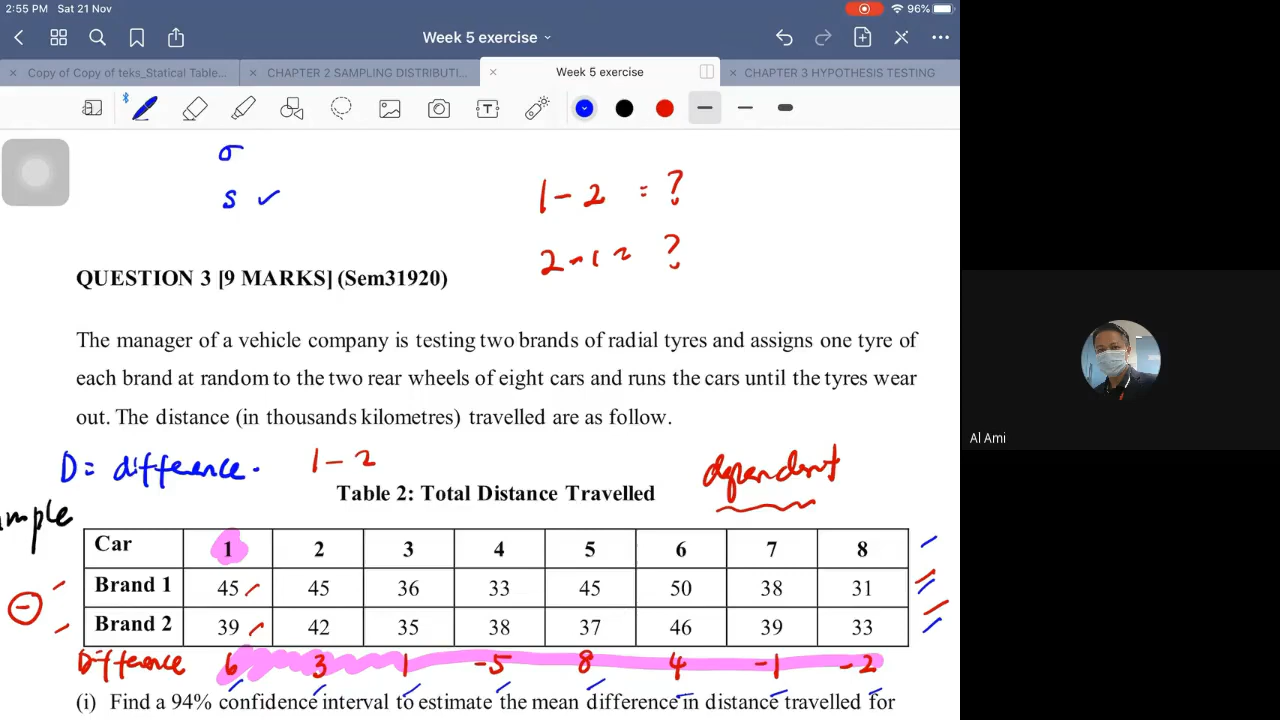 2:55 PM Sat 21 Nov 96%
Week 5 exercise
Copy of Copy of teks_Statical Table... CHAPTER 2 SAMPLING DISTRIBUTI... Week 5 exercise CHAPTER 3 HYPOTHESIS TESTING
σ
s ✓
1 - 2 = ?
2 - 1 = ?
QUESTION 3 [9 MARKS] (Sem31920)
The manager of a vehicle company is testing two brands of radial tyres and assigns one tyre of
each brand at random to the two rear wheels of eight cars and runs the cars until the tyres wear
out. The distance (in thousands kilometres) travelled are as follow.
D = difference. 1 - 2 dependent
Table 2: Total Distance Travelled
Car 1 2 3 4 5 6 7 8
Brand 1 45 45 36 33 45 50 38 31
Brand 2 39 42 35 38 37 46 39 33
Difference 6 3 1 -5 8 4 -1 -2
(i) Find a 94% confidence interval to estimate the mean difference in distance travelled for
Al Ami